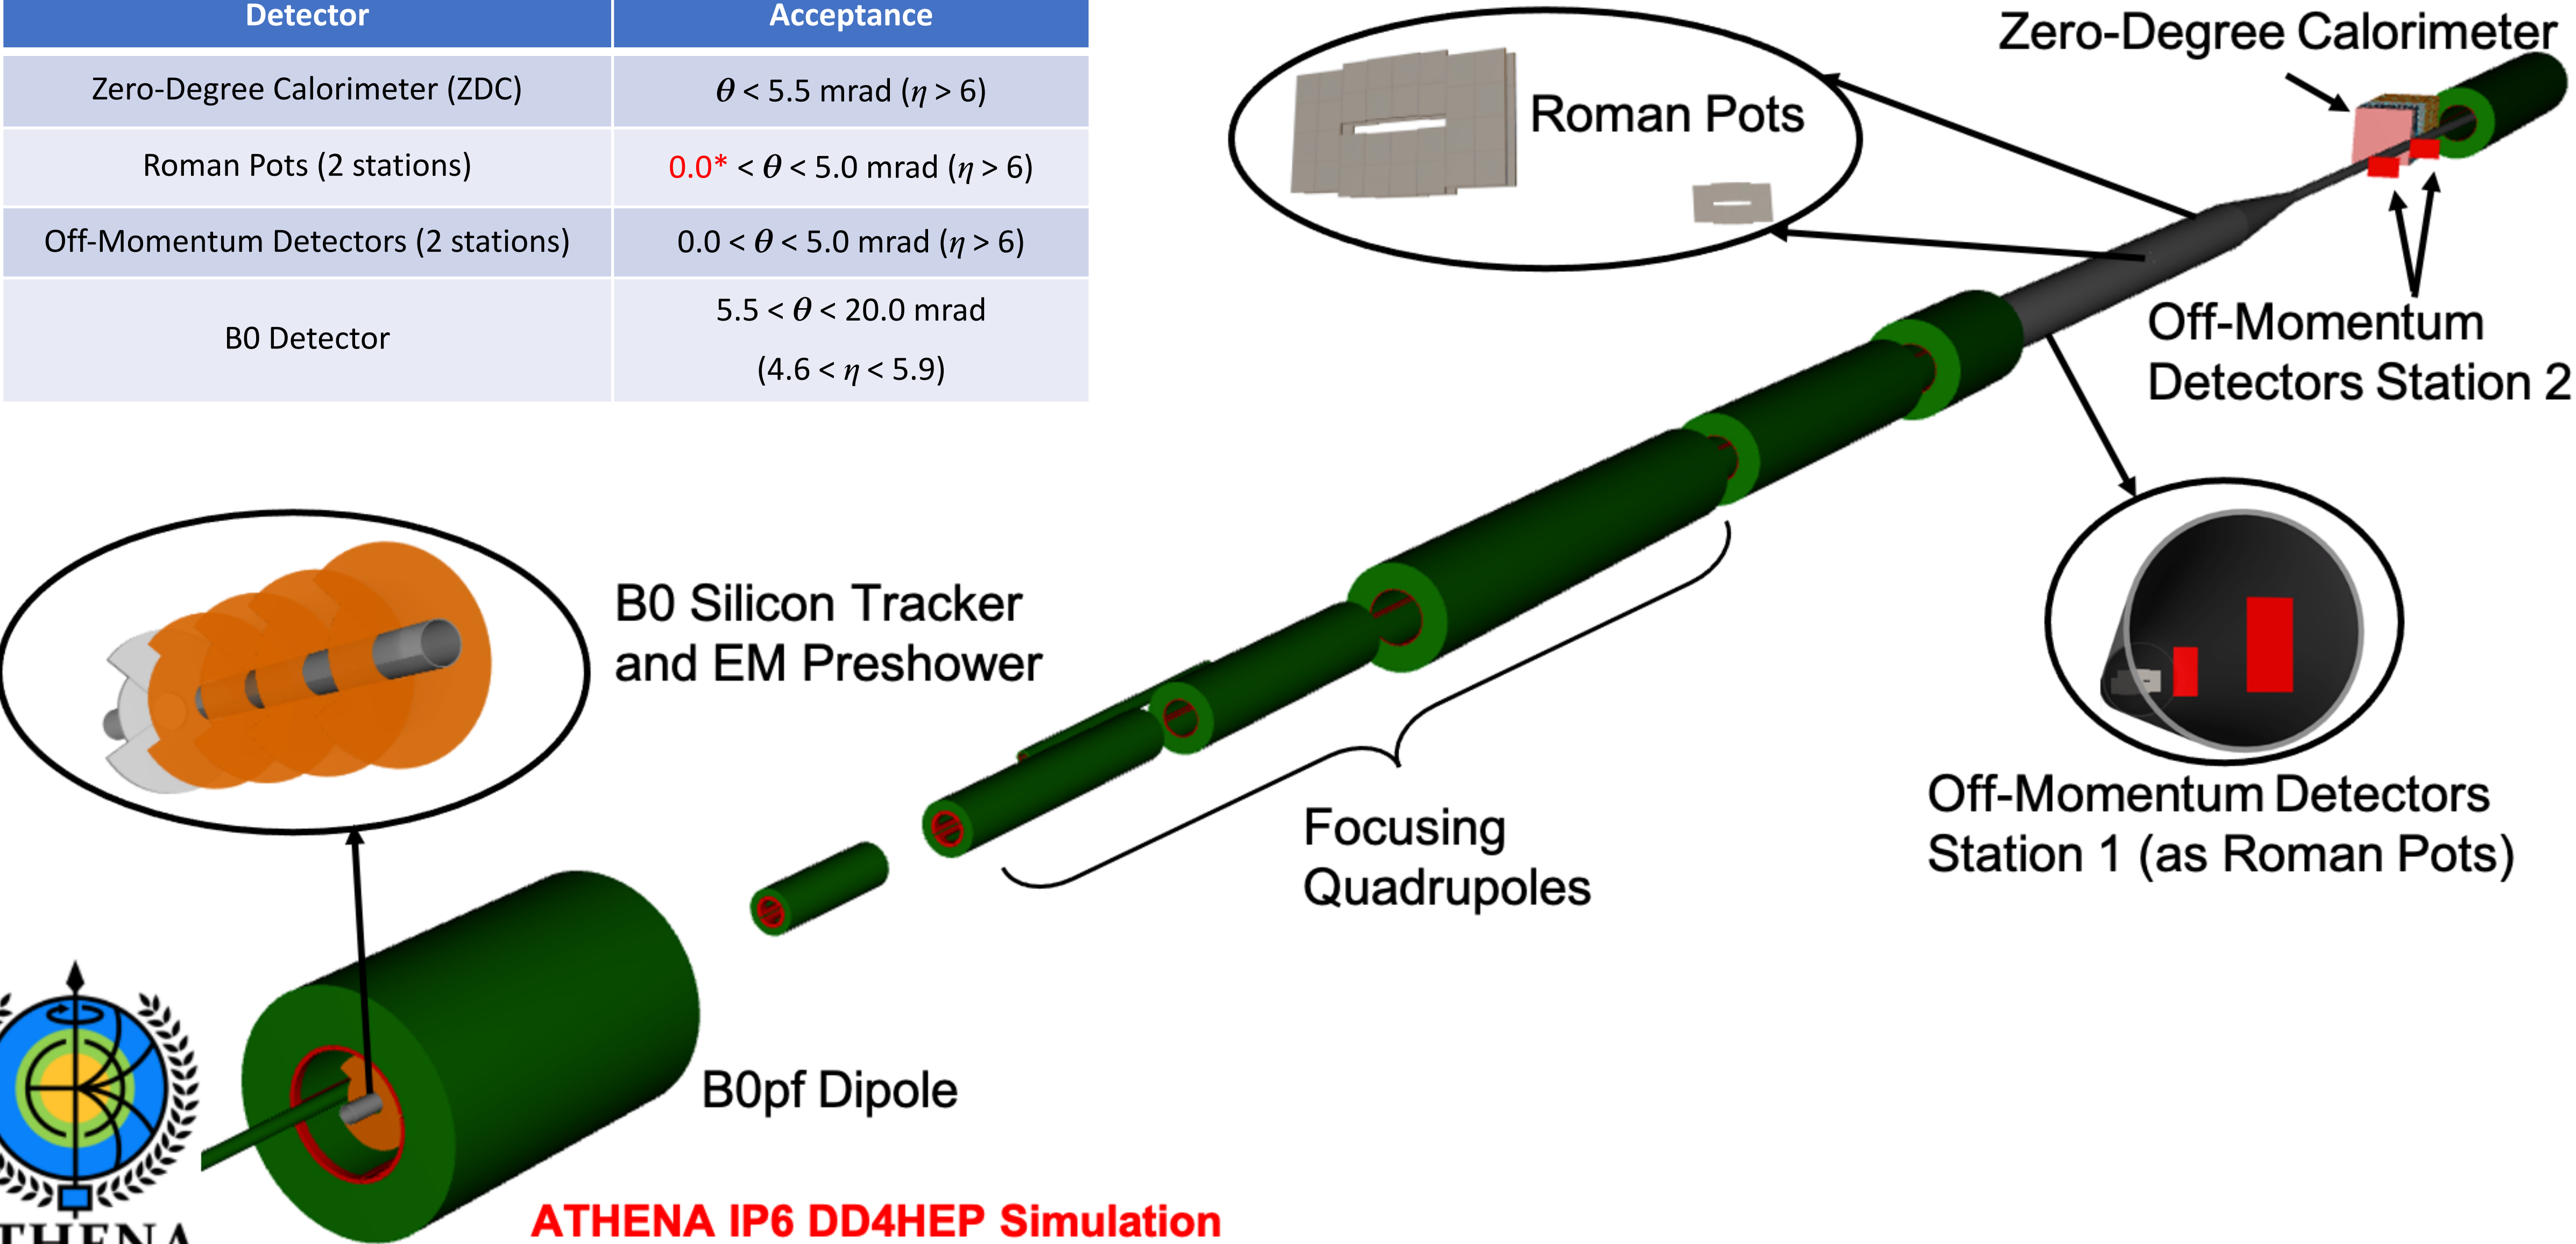 Detector Acceptance
Zero-Degree Calorimeter (ZDC) θ < 5.5 mrad (η > 6)
Roman Pots (2 stations) 0.0* < θ < 5.0 mrad (η > 6)
Off-Momentum Detectors (2 stations) 0.0 < θ < 5.0 mrad (η > 6)
B0 Detector 5.5 < θ < 20.0 mrad
(4.6 < η < 5.9)
Zero-Degree Calorimeter
Roman Pots
Off-Momentum
Detectors Station 2
B0 Silicon Tracker
and EM Preshower
Focusing
Quadrupoles
Off-Momentum Detectors
Station 1 (as Roman Pots)
B0pf Dipole
ATHENA IP6 DD4HEP Simulation